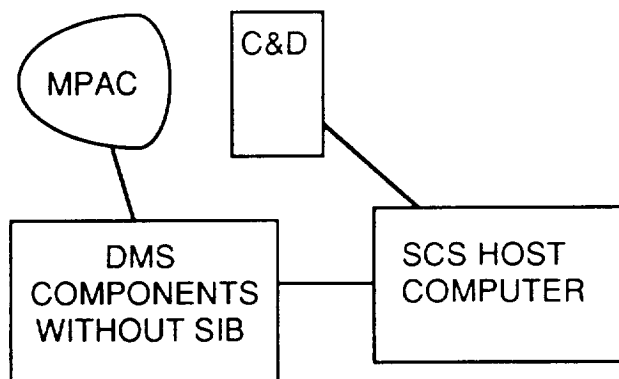 MPAC
C&D
DMS
COMPONENTS
WITHOUT SIB
SCS HOST
COMPUTER